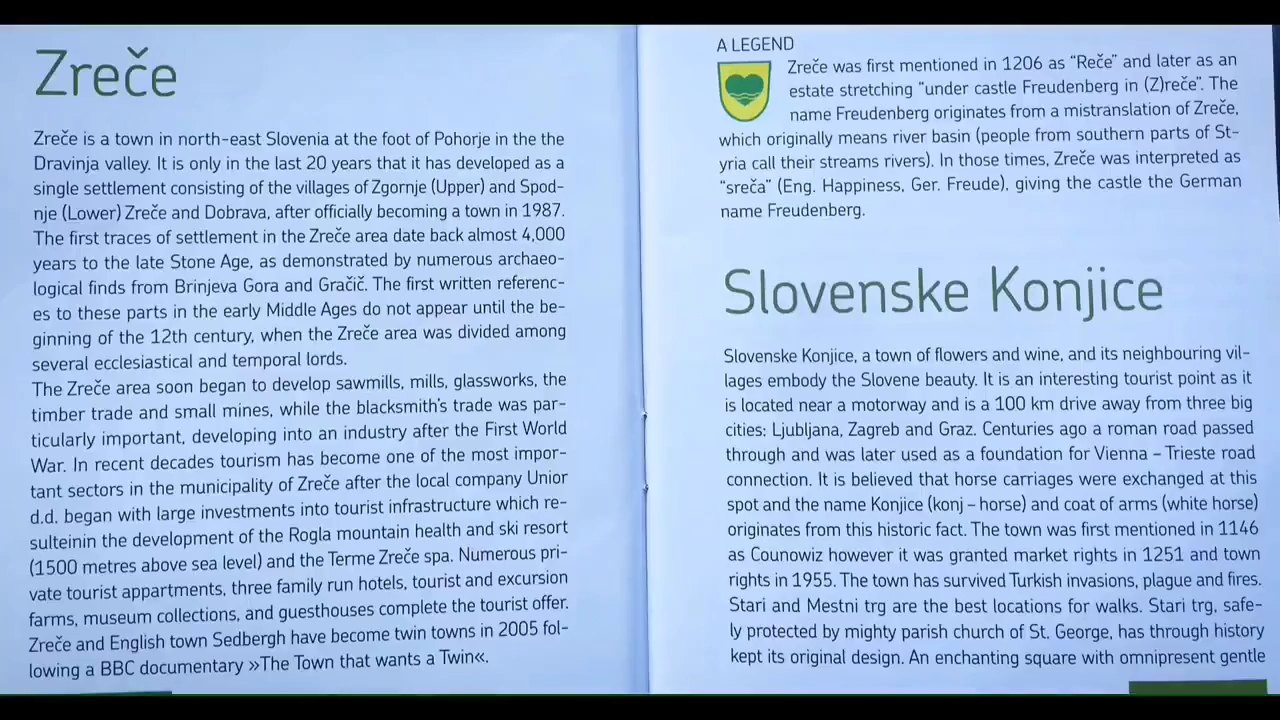 Zreče
Zreče is a town in north-east Slovenia at the foot of Pohorje in the the
Dravinja valley. It is only in the last 20 years that it has developed as a
single settlement consisting of the villages of Zgornje (Upper) and Spod-
nje (Lower) Zreče and Dobrava, after officially becoming a town in 1987.
The first traces of settlement in the Zreče area date back almost 4,000
years to the late Stone Age, as demonstrated by numerous archaeo-
logical finds from Brinjeva Gora and Gračič. The first written referenc-
es to these parts in the early Middle Ages do not appear until the be-
ginning of the 12th century, when the Zreče area was divided among
several ecclesiastical and temporal lords.
The Zreče area soon began to develop sawmills, mills, glassworks, the
timber trade and small mines, while the blacksmith's trade was par-
ticularly important, developing into an industry after the First World
War. In recent decades tourism has become one of the most impor-
tant sectors in the municipality of Zreče after the local company Unior
d.d. began with large investments into tourist infrastructure which re-
sulteinin the development of the Rogla mountain health and ski resort
(1500 metres above sea level) and the Terme Zreče spa. Numerous pri-
vate tourist appartments, three family run hotels, tourist and excursion
farms, museum collections, and guesthouses complete the tourist offer.
Zreče and English town Sedbergh have become twin towns in 2005 fol-
lowing a BBC documentary »The Town that wants a Twin«.
A LEGEND
Zreče was first mentioned in 1206 as "Reče" and later as an
estate stretching "under castle Freudenberg in (Z)reče". The
name Freudenberg originates from a mistranslation of Zreče,
which originally means river basin (people from southern parts of St-
yria call their streams rivers). In those times, Zreče was interpreted as
"sreča" (Eng. Happiness, Ger. Freude), giving the castle the German
name Freudenberg.
Slovenske Konjice
Slovenske Konjice, a town of flowers and wine, and its neighbouring vil-
lages embody the Slovene beauty. It is an interesting tourist point as it
is located near a motorway and is a 100 km drive away from three big
cities: Ljubljana, Zagreb and Graz. Centuries ago a roman road passed
through and was later used as a foundation for Vienna – Trieste road
connection. It is believed that horse carriages were exchanged at this
spot and the name Konjice (konj – horse) and coat of arms (white horse)
originates from this historic fact. The town was first mentioned in 1146
as Counowiz however it was granted market rights in 1251 and town
rights in 1955. The town has survived Turkish invasions, plague and fires.
Stari and Mestni trg are the best locations for walks. Stari trg, safe-
ly protected by mighty parish church of St. George, has through history
kept its original design. An enchanting square with omnipresent gentle